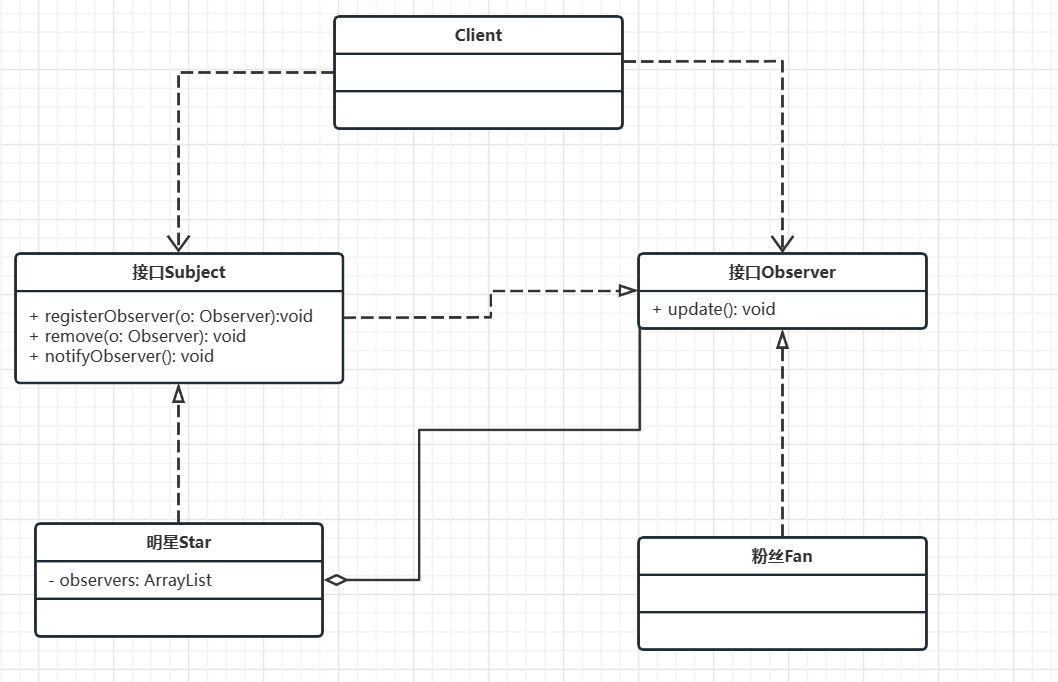 Client
接口Subject
+ registerObserver(o: Observer):void
+ remove(o: Observer): void
+ notifyObserver(): void
接口Observer
+ update(): void
明星Star
- observers: ArrayList
粉丝Fan